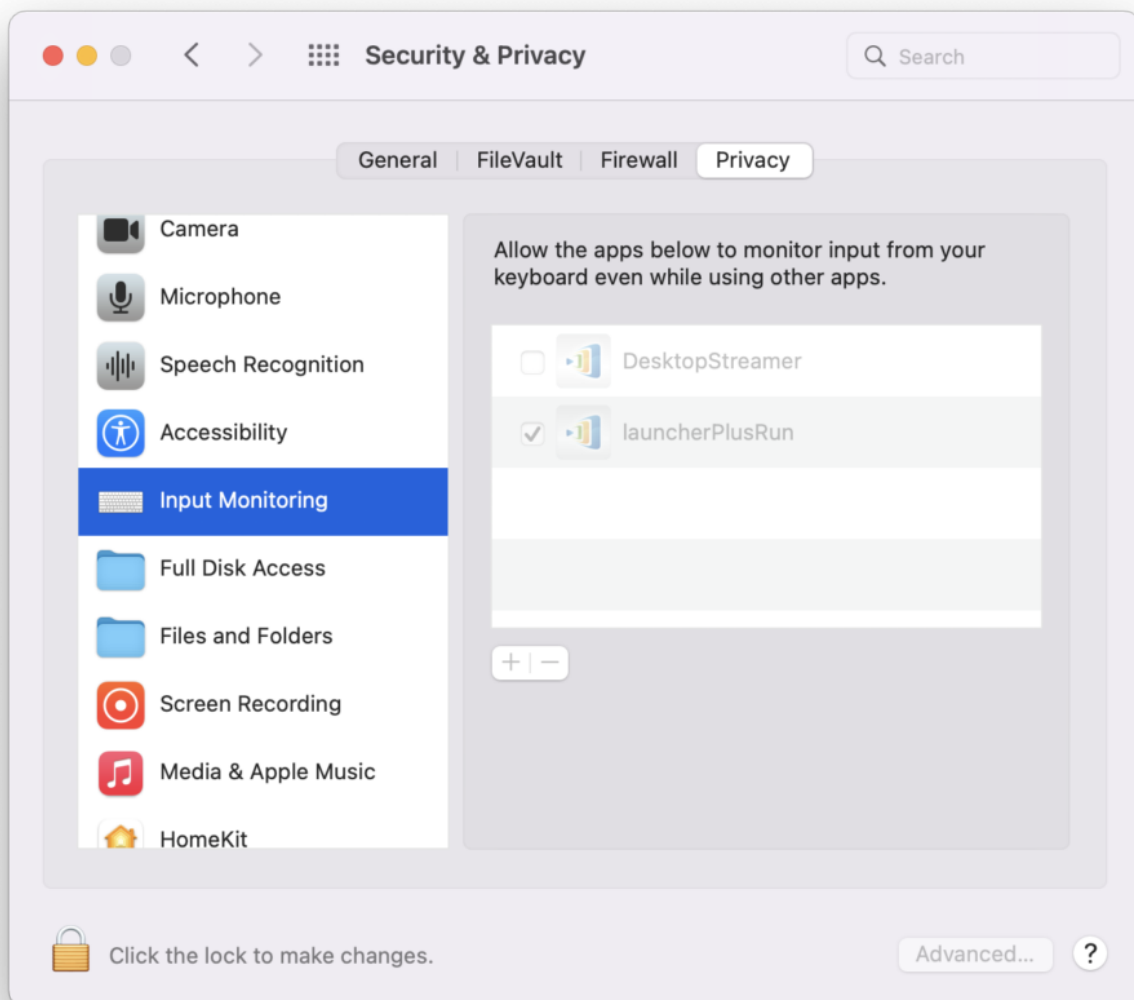 Security & Privacy
Search
General
FileVault
Firewall
Privacy
Camera
Microphone
Speech Recognition
Accessibility
Input Monitoring
Full Disk Access
Files and Folders
Screen Recording
Media & Apple Music
HomeKit
Allow the apps below to monitor input from your
keyboard even while using other apps.
DesktopStreamer
launcherPlusRun
Click the lock to make changes.
Advanced...
?